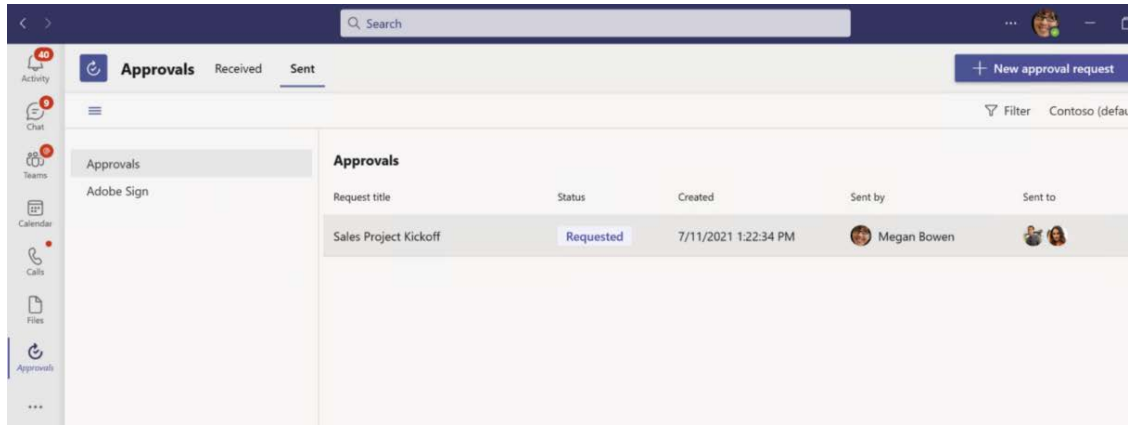 Search
40
Activity
9
Chat
Teams
Calendar
Calls
Files
Approvals
Approvals Received Sent
New approval request
Filter Contoso (defau
Approvals
Adobe Sign
Approvals
Request title Status Created Sent by Sent to
Sales Project Kickoff Requested 7/11/2021 1:22:34 PM Megan Bowen